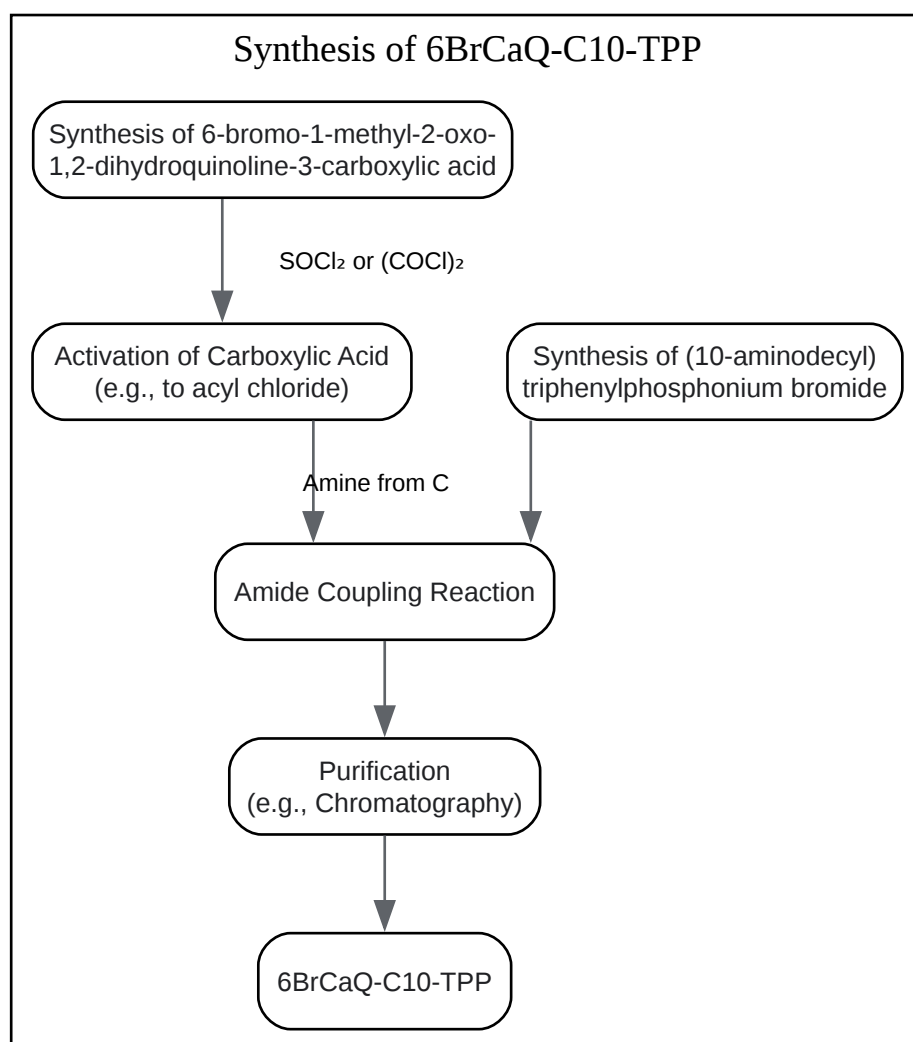 Synthesis of 6BrCaQ-C10-TPP
Synthesis of 6-bromo-1-methyl-2-oxo-
1,2-dihydroquinoline-3-carboxylic acid
SOCl₂ or (COCl)₂
Activation of Carboxylic Acid
(e.g., to acyl chloride)
Synthesis of (10-aminodecyl)
triphenylphosphonium bromide
Amine from C
Amide Coupling Reaction
Purification
(e.g., Chromatography)
6BrCaQ-C10-TPP